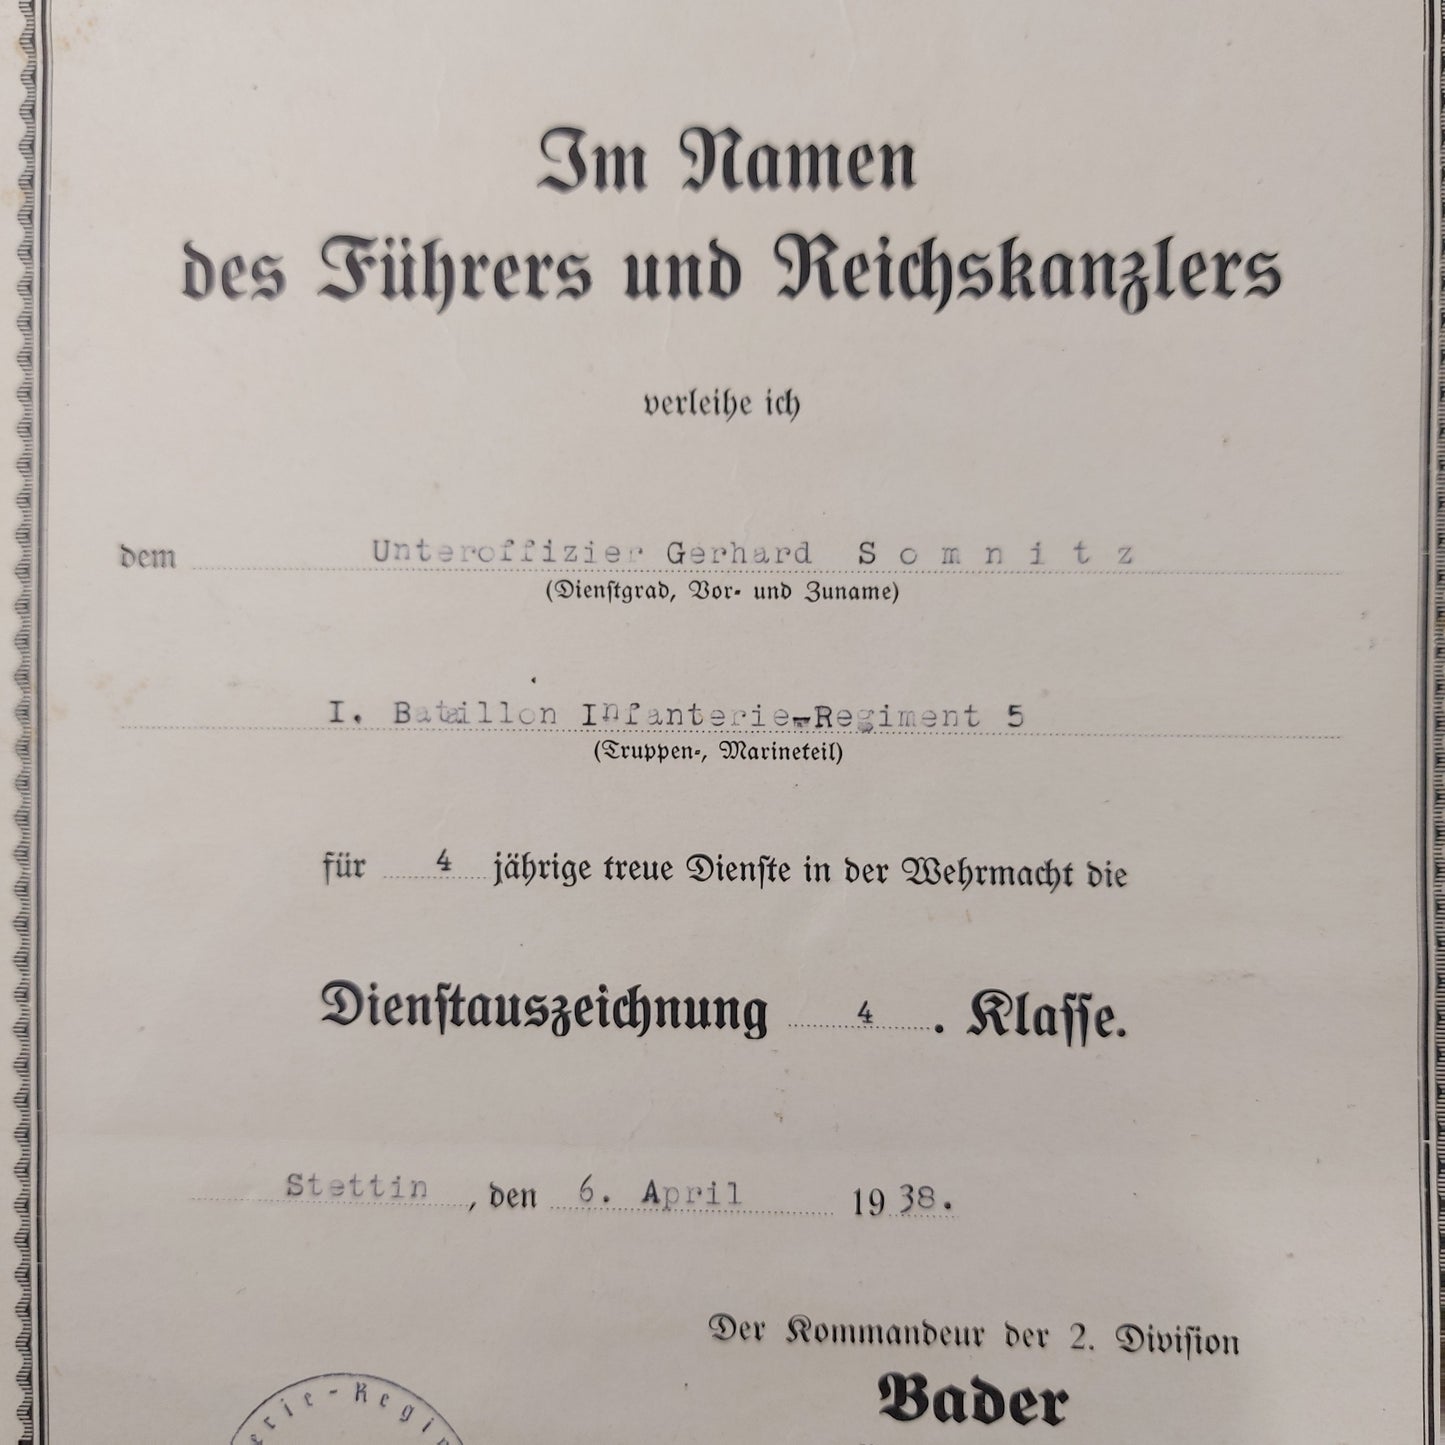 Im Namen
des Führers und Reichskanzlers
verleihe ich
dem Unteroffizier Gerhard S o m n i t z
(Dienstgrad, Vor- und Zuname)
I. Bataillon Infanterie-Regiment 5
(Truppen-, Marineteil)
für 4 jährige treue Dienste in der Wehrmacht die
Dienstauszeichnung 4. Klasse.
Stettin, den 6. April 1938.
Der Kommandeur der 2. Division
Bader